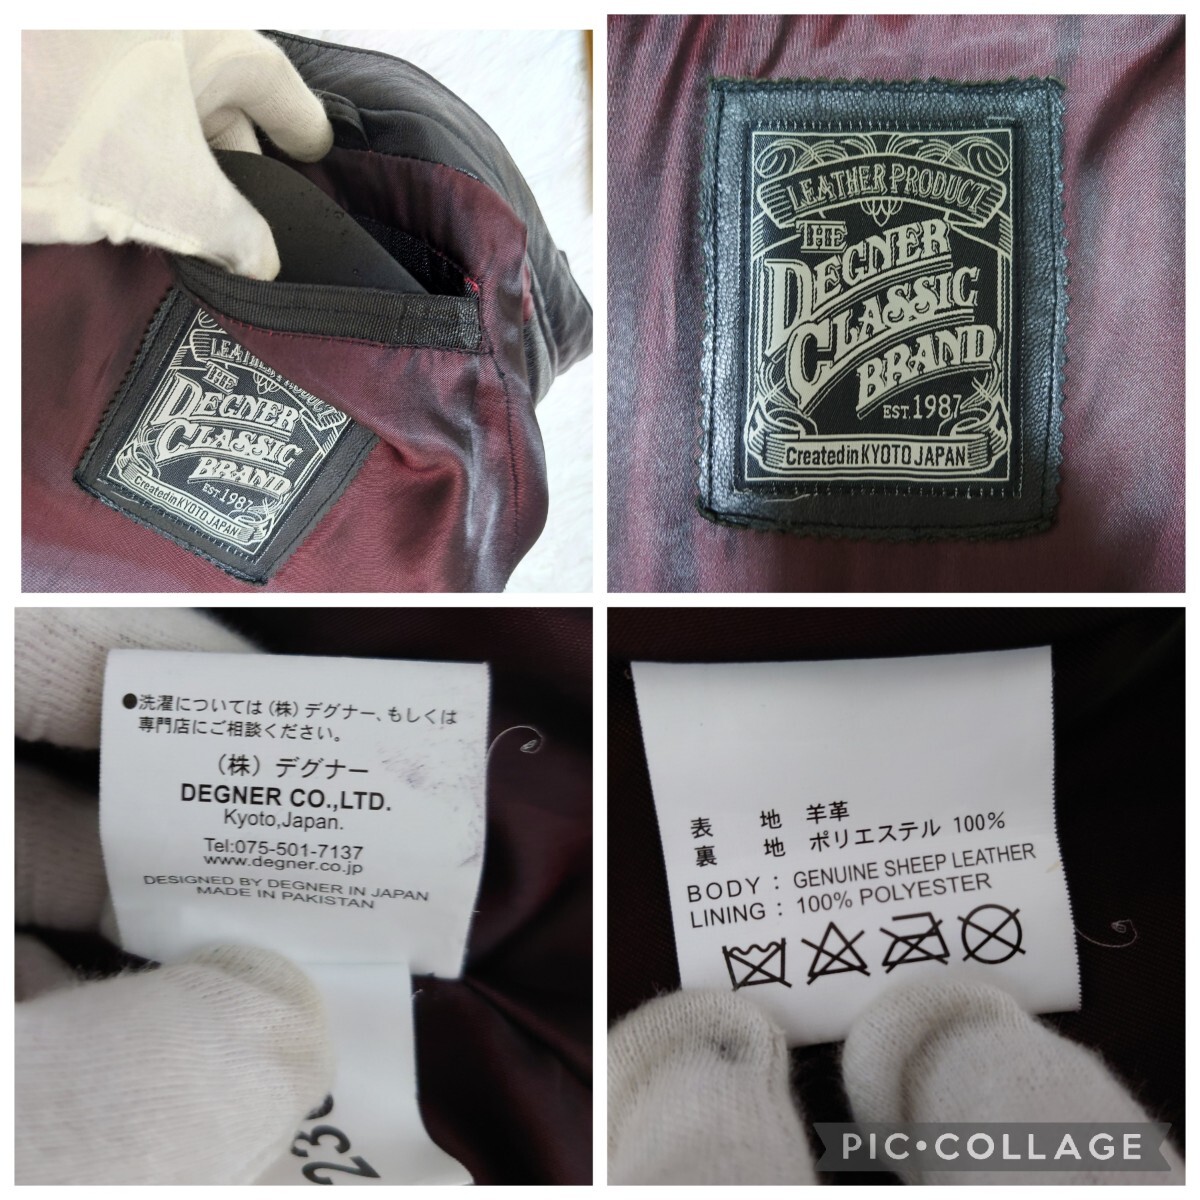 LEATHER PRODUCT
THE
DEGNER
CLASSIC
BRAND
EST.1987
Created in KYOTO JAPAN
LEATHER PRODUCT
THE
DEGNER
CLASSIC
BRAND
EST.1987
Created in KYOTO JAPAN
●洗濯については(株)デグナー、もしくは
専門店にご相談ください。
(株)デグナー
DEGNER CO.,LTD.
Kyoto,Japan.
Tel:075-501-7137
www.degner.co.jp
DESIGNED BY DEGNER IN JAPAN
MADE IN PAKISTAN
表 地 羊革
裏 地 ポリエステル 100%
BODY : GENUINE SHEEP LEATHER
LINING : 100% POLYESTER
PIC•COLLAGE